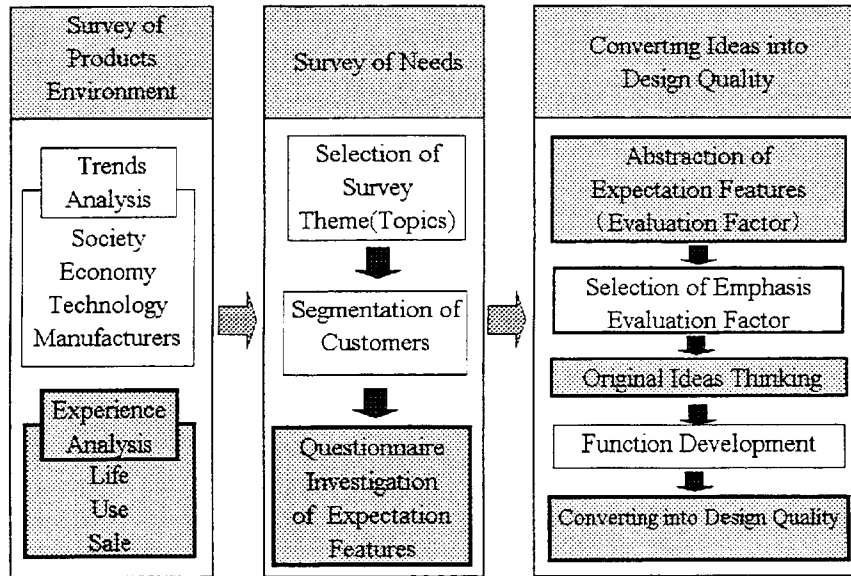 Survey of
Products
Environment
Trends
Analysis
Society
Economy
Technology
Manufacturers
Experience
Analysis
Life
Use
Sale
Survey of Needs
Selection of
Survey
Theme(Topics)
Segmentation of
Customers
Questionnaire
Investigation
of Expectation
Features
Converting Ideas into
Design Quality
Abstraction of
Expectation Features
(Evaluation Factor)
Selection of Emphasis
Evaluation Factor
Original Ideas Thinking
Function Development
Converting into Design Quality